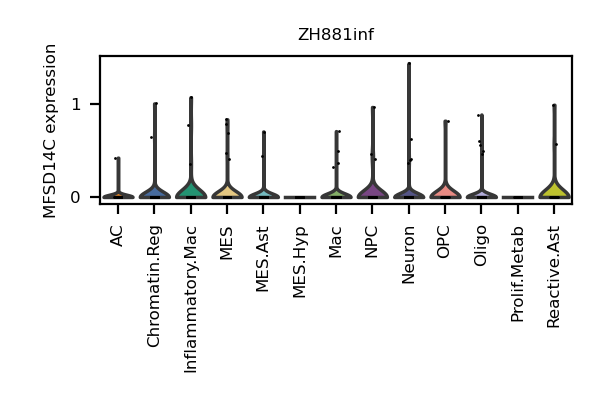 ZH881inf
MFSD14C expression
1
0
AC
Chromatin.Reg
Inflammatory.Mac
MES
MES.Ast
MES.Hyp
Mac
NPC
Neuron
OPC
Oligo
Prolif.Metab
Reactive.Ast